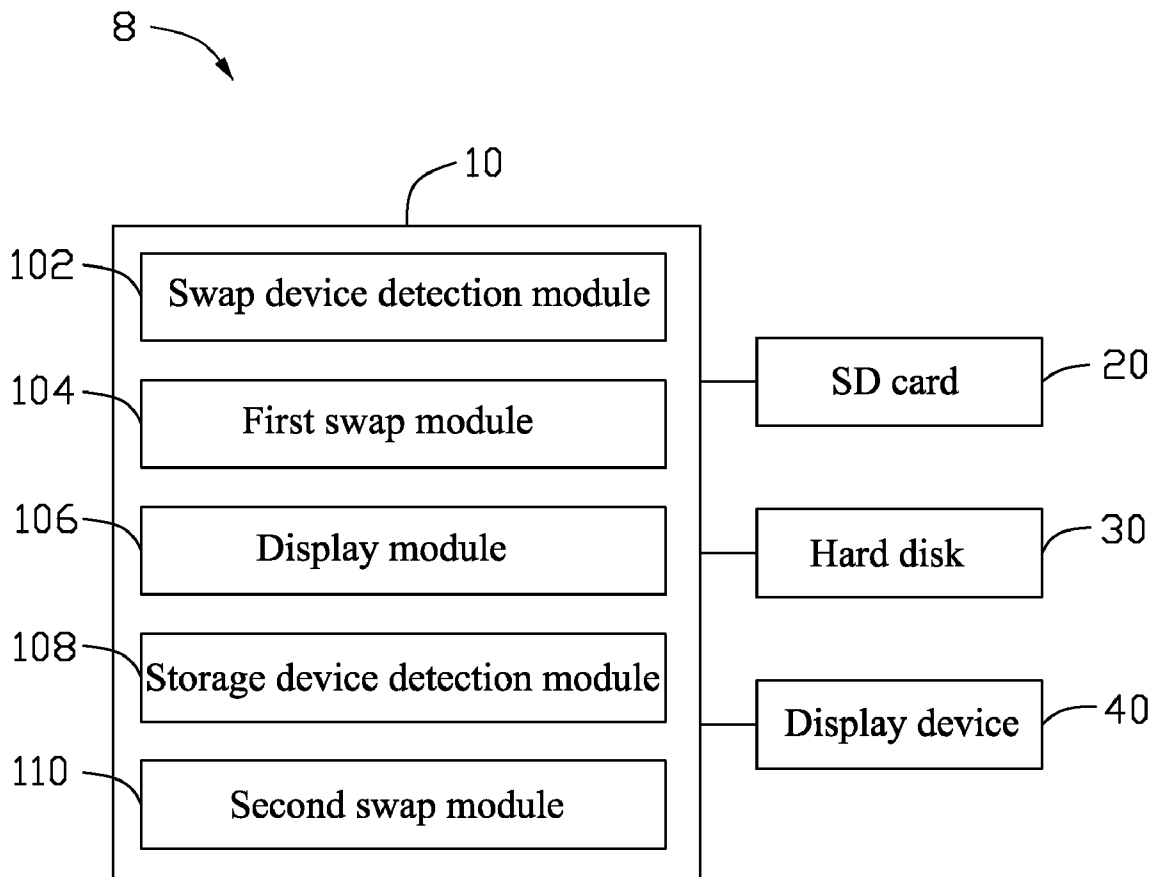 8
10
102
Swap device detection module
104
First swap module
106
Display module
108
Storage device detection module
110
Second swap module
SD card
20
Hard disk
30
Display device
40